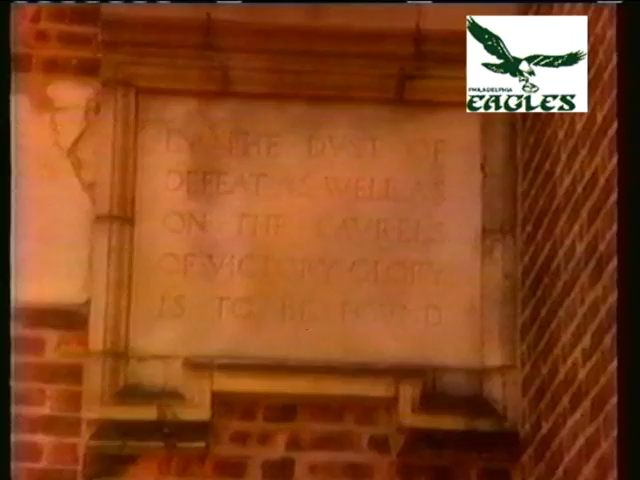 PHILADELPHIA
EAGLES
IN THE DVST OF
DEFEAT AS WELL AS
ON THE LAVRELS
OF VICTORY GLORY
IS TO BE FOVND